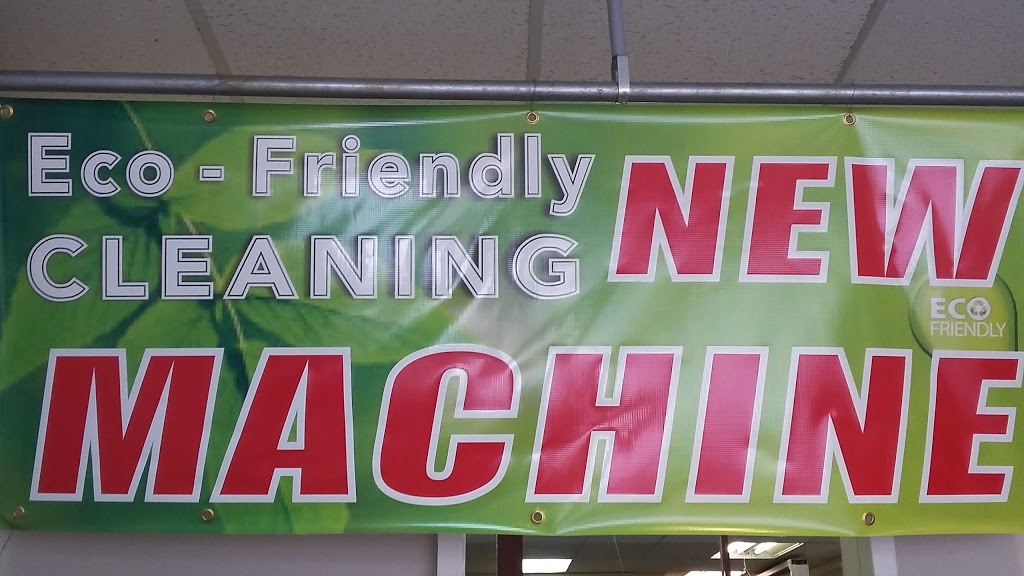 Eco - Friendly
CLEANING
NEW
MACHINE
ECO
FRIENDLY